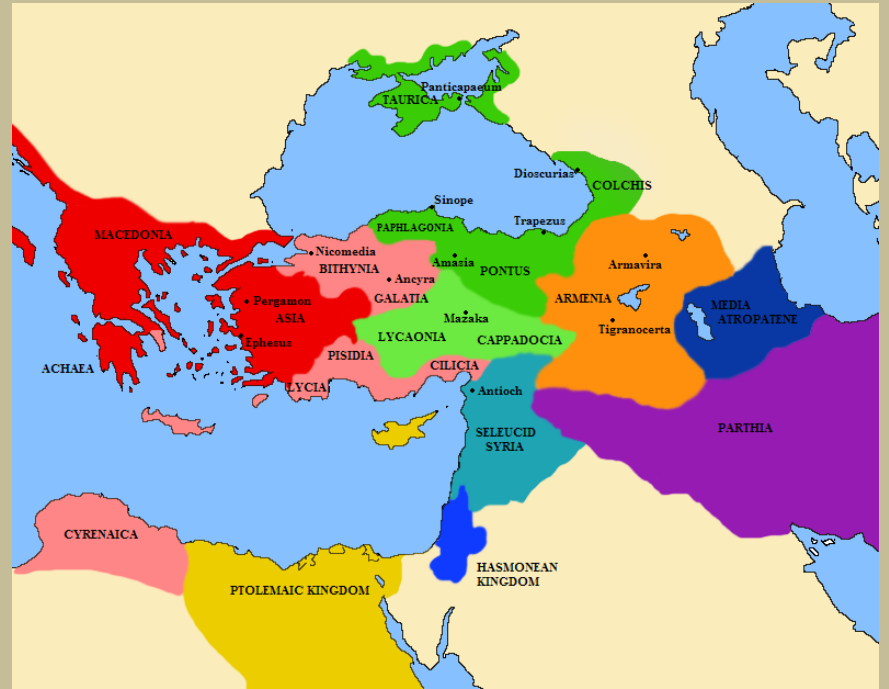 Panticapaeum
TAURICA
Dioscurias
COLCHIS
Sinope
Trapezus
PAPHLAGONIA
MACEDONIA
Nicomedia
BITHYNIA
Amasia
PONTUS
Armavira
Ancyra
GALATIA
ARMENIA
Pergamon
ASIA
MEDIA
ATROPATENE
Mazaka
Tigranocerta
LYCAONIA
CAPPADOCIA
Ephesus
PISIDIA
CILICIA
ACHAEA
LYCIA
Antioch
SELEUCID
SYRIA
PARTHIA
CYRENAICA
HASMONEAN
KINGDOM
PTOLEMAIC KINGDOM